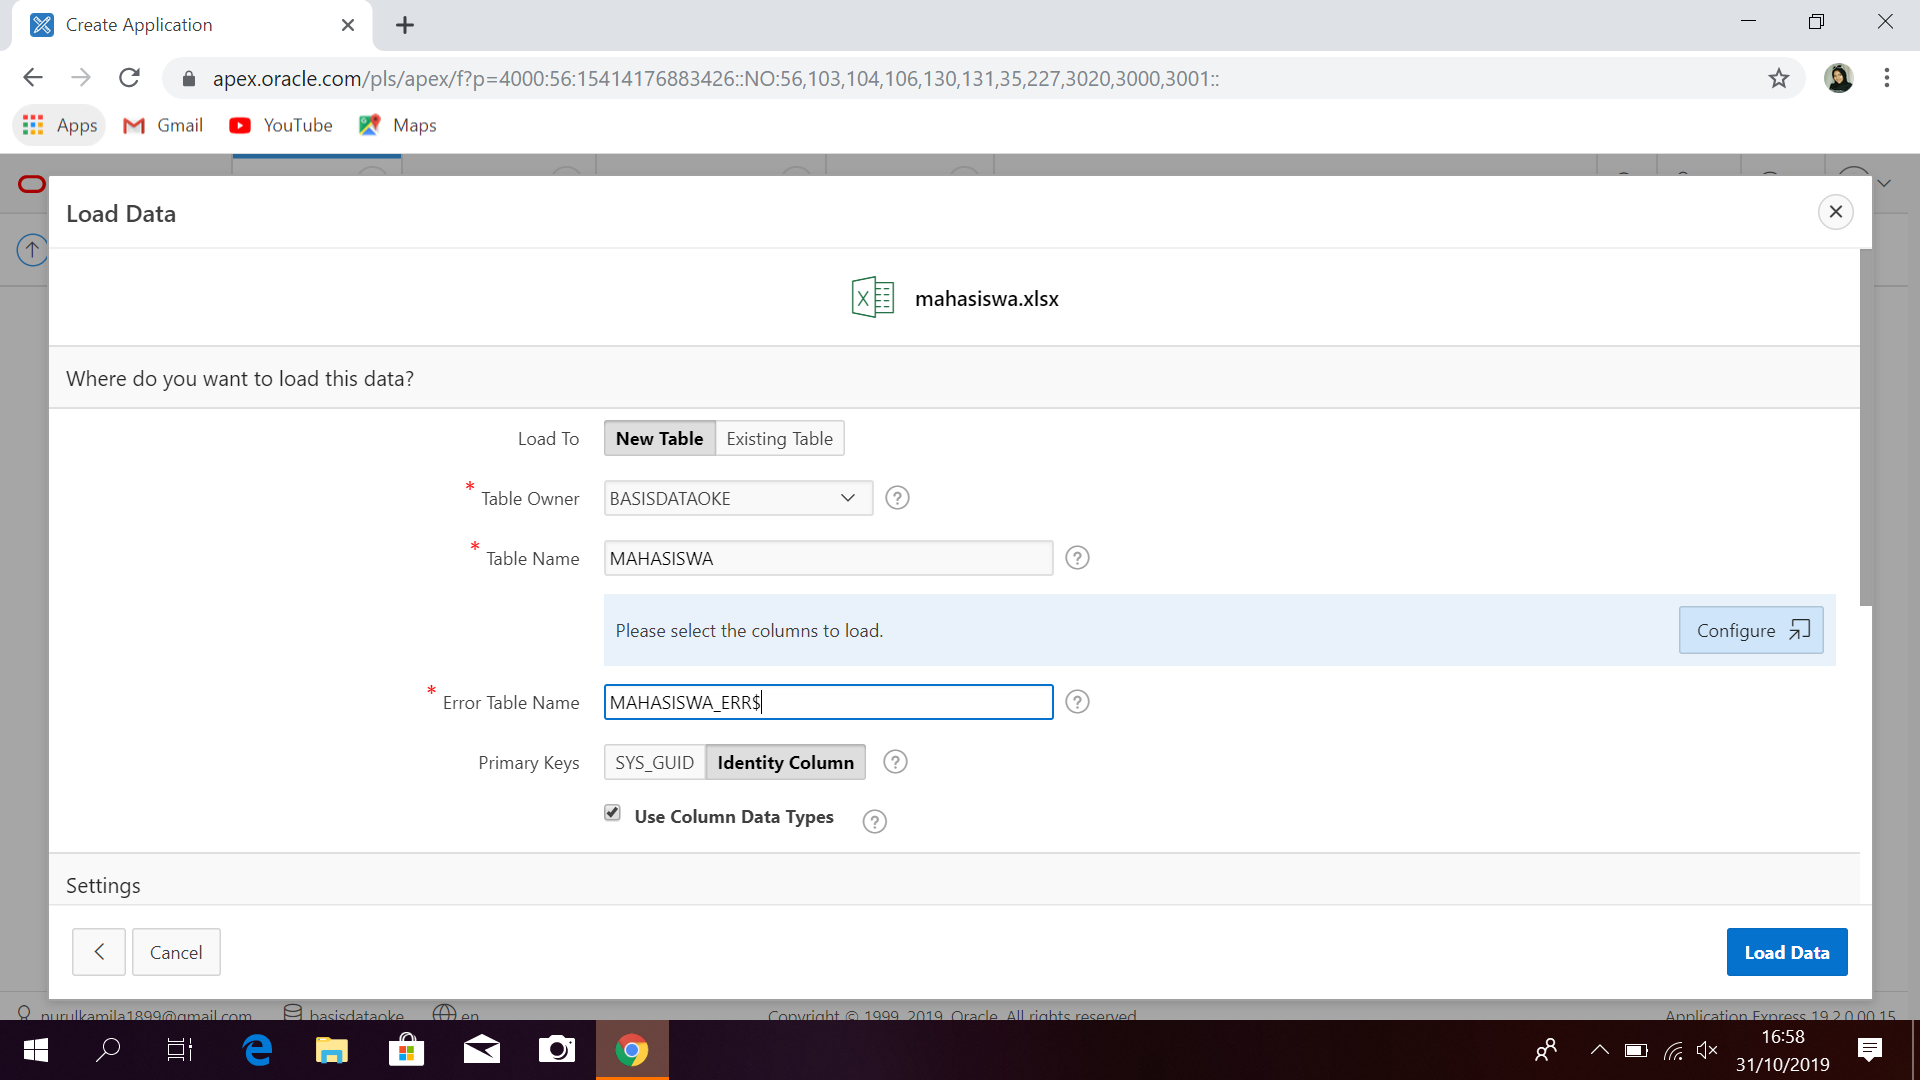 Create Application
apex.oracle.com/pls/apex/f?p=4000:56:15414176883426::NO:56,103,104,106,130,131,35,227,3020,3000,3001::
Apps Gmail YouTube Maps
Load Data
mahasiswa.xlsx
Where do you want to load this data?
Load To New Table Existing Table
* Table Owner BASISDATAOKE ?
* Table Name MAHASISWA ?
Please select the columns to load. Configure
* Error Table Name MAHASISWA_ERR$ ?
Primary Keys SYS_GUID Identity Column ?
Use Column Data Types ?
Settings
Cancel Load Data
nurulkamila1899@gmail.com basisdataoke en Copyright © 1999, 2019, Oracle. All rights reserved. Application Express 19.2.0.00.15
16:58
31/10/2019